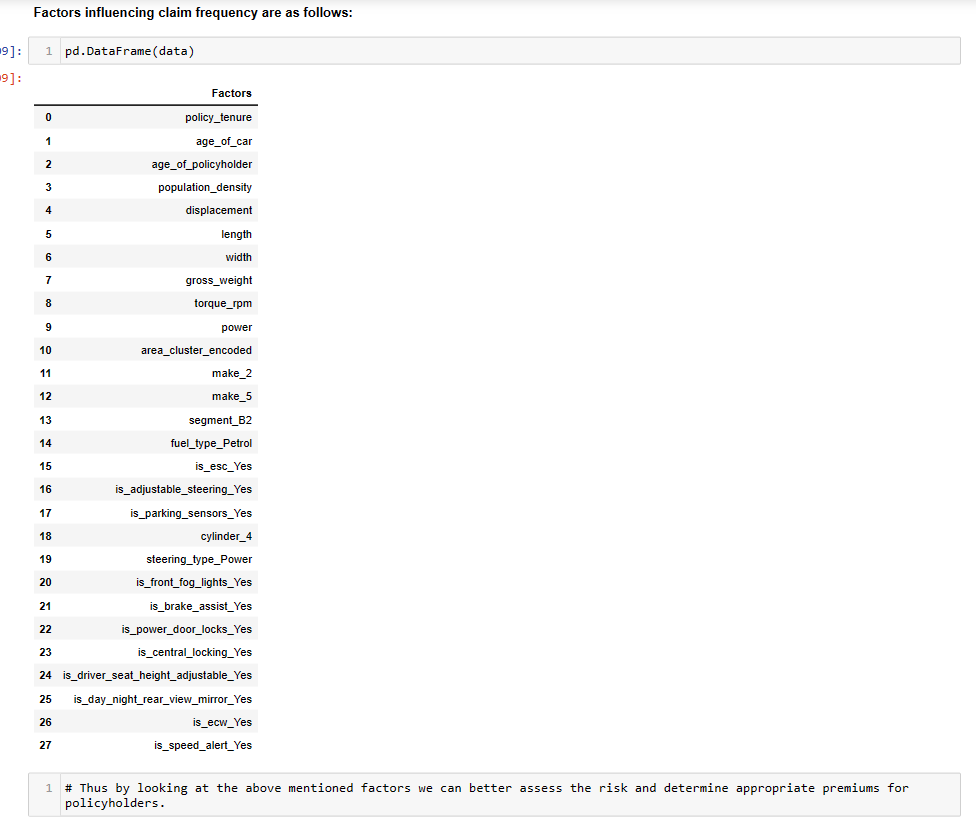 Factors influencing claim frequency are as follows:
9]:
1 pd.DataFrame(data)
9]:
Factors
0 policy_tenure
1 age_of_car
2 age_of_policyholder
3 population_density
4 displacement
5 length
6 width
7 gross_weight
8 torque_rpm
9 power
10 area_cluster_encoded
11 make_2
12 make_5
13 segment_B2
14 fuel_type_Petrol
15 is_esc_Yes
16 is_adjustable_steering_Yes
17 is_parking_sensors_Yes
18 cylinder_4
19 steering_type_Power
20 is_front_fog_lights_Yes
21 is_brake_assist_Yes
22 is_power_door_locks_Yes
23 is_central_locking_Yes
24 is_driver_seat_height_adjustable_Yes
25 is_day_night_rear_view_mirror_Yes
26 is_ecw_Yes
27 is_speed_alert_Yes
1 # Thus by looking at the above mentioned factors we can better assess the risk and determine appropriate premiums for
policyholders.